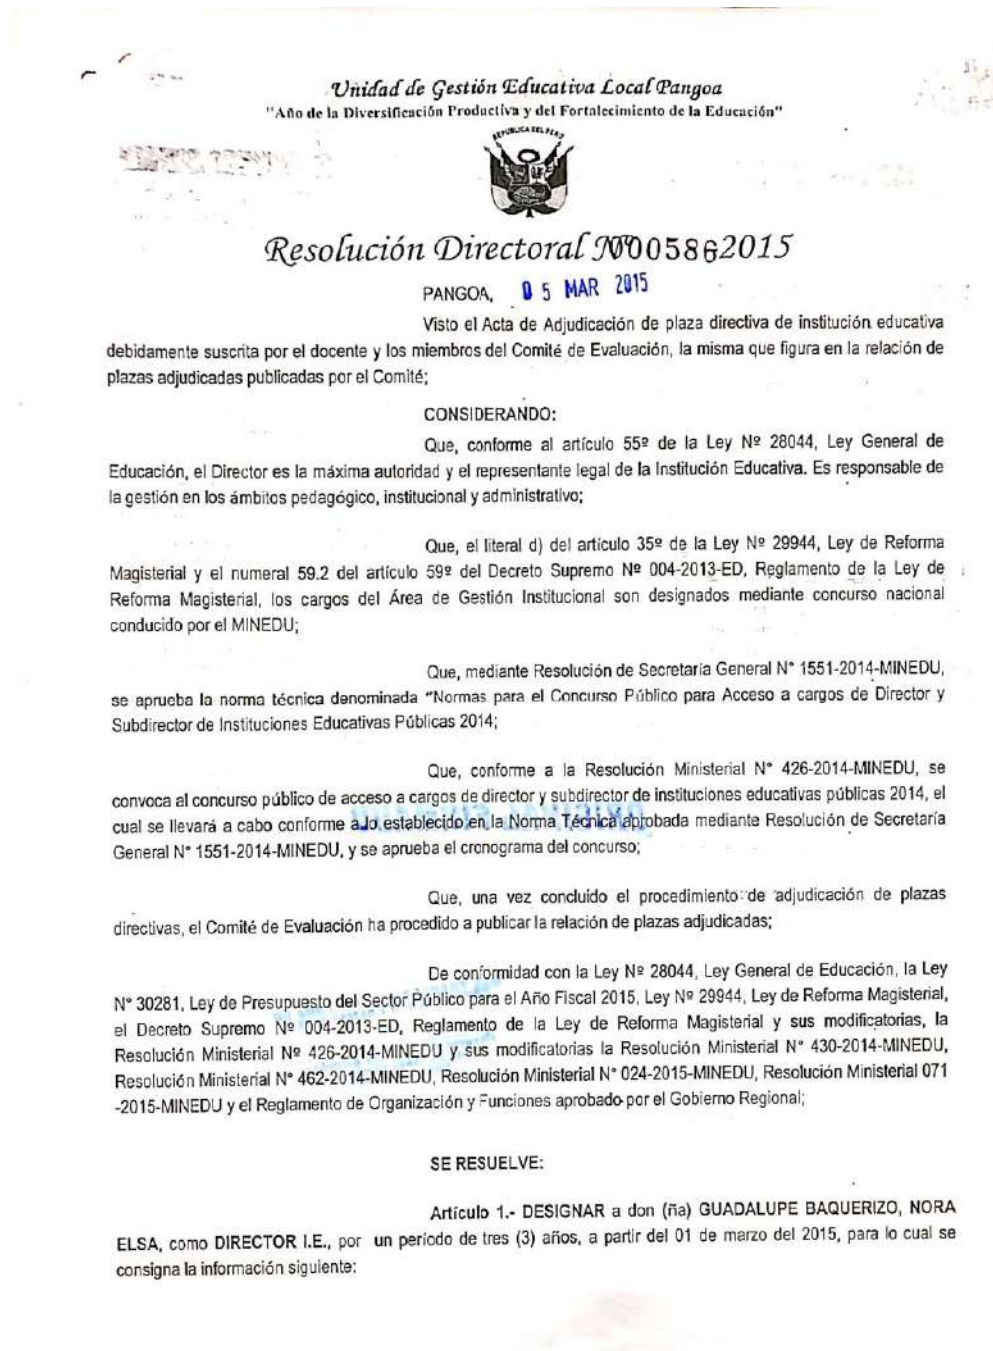 Unidad de Gestión Educativa Local Pangoa
"Año de la Diversificación Productiva y del Fortalecimiento de la Educación"
REPÚBLICA DEL PERÚ
Resolución Directoral Nº 005862015
PANGOA, 05 MAR 2015
Visto el Acta de Adjudicación de plaza directiva de institución educativa
debidamente suscrita por el docente y los miembros del Comité de Evaluación, la misma que figura en la relación de
plazas adjudicadas publicadas por el Comité;
CONSIDERANDO:
Que, conforme al artículo 55º de la Ley Nº 28044, Ley General de
Educación, el Director es la máxima autoridad y el representante legal de la Institución Educativa. Es responsable de
la gestión en los ámbitos pedagógico, institucional y administrativo;
Que, el literal d) del artículo 35º de la Ley Nº 29944, Ley de Reforma
Magisterial y el numeral 59.2 del artículo 59º del Decreto Supremo Nº 004-2013-ED, Reglamento de la Ley de
Reforma Magisterial, los cargos del Área de Gestión Institucional son designados mediante concurso nacional
conducido por el MINEDU;
Que, mediante Resolución de Secretaría General N° 1551-2014-MINEDU,
se aprueba la norma técnica denominada "Normas para el Concurso Público para Acceso a cargos de Director y
Subdirector de Instituciones Educativas Públicas 2014;
Que, conforme a la Resolución Ministerial N° 426-2014-MINEDU, se
convoca al concurso público de acceso a cargos de director y subdirector de instituciones educativas públicas 2014, el
cual se llevará a cabo conforme a lo establecido en la Norma Técnica aprobada mediante Resolución de Secretaría
General N° 1551-2014-MINEDU, y se aprueba el cronograma del concurso;
Que, una vez concluido el procedimiento de adjudicación de plazas
directivas, el Comité de Evaluación ha procedido a publicar la relación de plazas adjudicadas;
De conformidad con la Ley Nº 28044, Ley General de Educación, la Ley
N° 30281, Ley de Presupuesto del Sector Público para el Año Fiscal 2015, Ley Nº 29944, Ley de Reforma Magisterial,
el Decreto Supremo Nº 004-2013-ED, Reglamento de la Ley de Reforma Magisterial y sus modificatorias, la
Resolución Ministerial Nº 426-2014-MINEDU y sus modificatorias la Resolución Ministerial N° 430-2014-MINEDU,
Resolución Ministerial N° 462-2014-MINEDU, Resolución Ministerial N° 024-2015-MINEDU, Resolución Ministerial 071
-2015-MINEDU y el Reglamento de Organización y Funciones aprobado por el Gobierno Regional;
SE RESUELVE:
Artículo 1.- DESIGNAR a don (ña) GUADALUPE BAQUERIZO, NORA
ELSA, como DIRECTOR I.E., por un período de tres (3) años, a partir del 01 de marzo del 2015, para lo cual se
consigna la información siguiente: